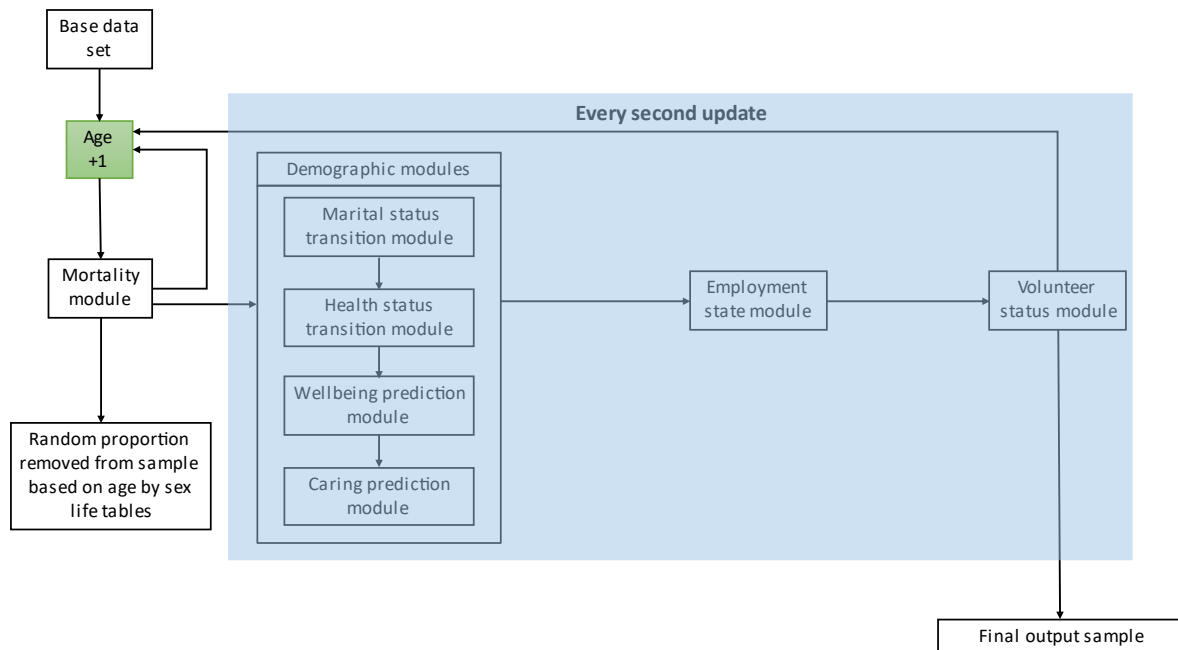 Base data
set
Every second update
Age
+1
Demographic modules
Marital status
transition module
Mortality
module
Health status
transition module
Employment
state module
Volunteer
status module
Wellbeing prediction
module
Random proportion
removed from sample
based on age by sex
life tables
Caring prediction
module
Final output sample